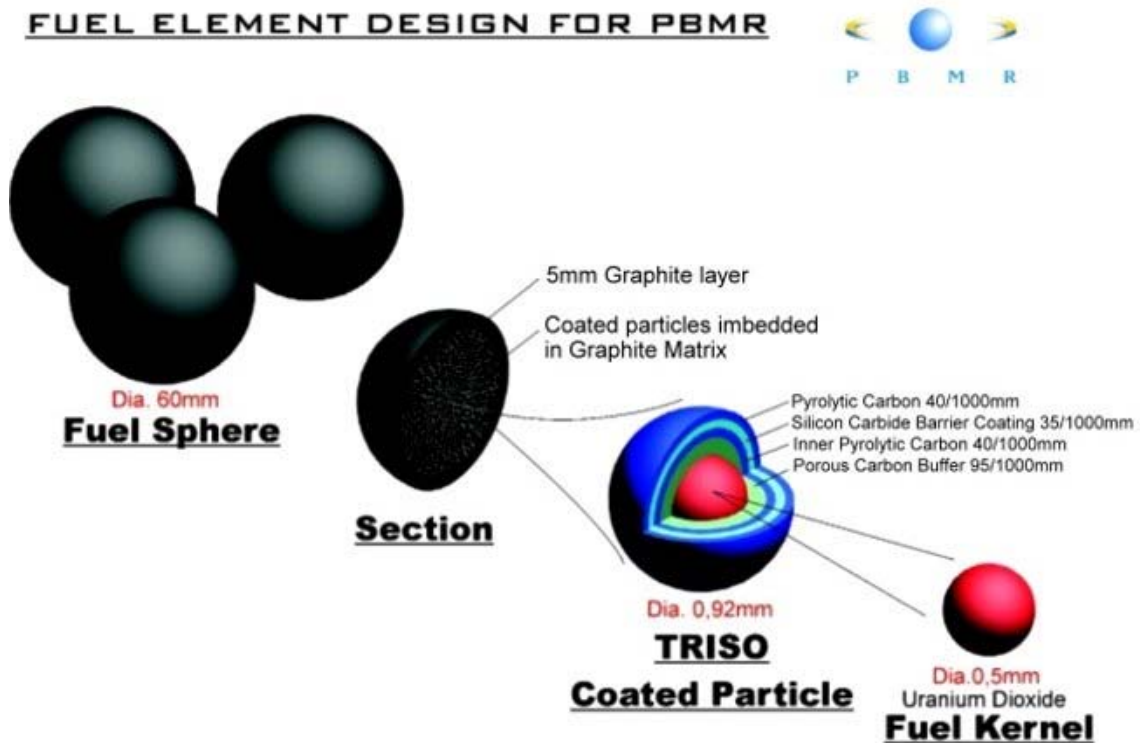 FUEL ELEMENT DESIGN FOR PBMR
P B M R
5mm Graphite layer
Coated particles imbedded
in Graphite Matrix
Dia. 60mm
Fuel Sphere
Pyrolytic Carbon 40/1000mm
Silicon Carbide Barrier Coating 35/1000mm
Inner Pyrolytic Carbon 40/1000mm
Porous Carbon Buffer 95/1000mm
Section
Dia. 0,92mm
TRISO
Coated Particle
Dia.0,5mm
Uranium Dioxide
Fuel Kernel